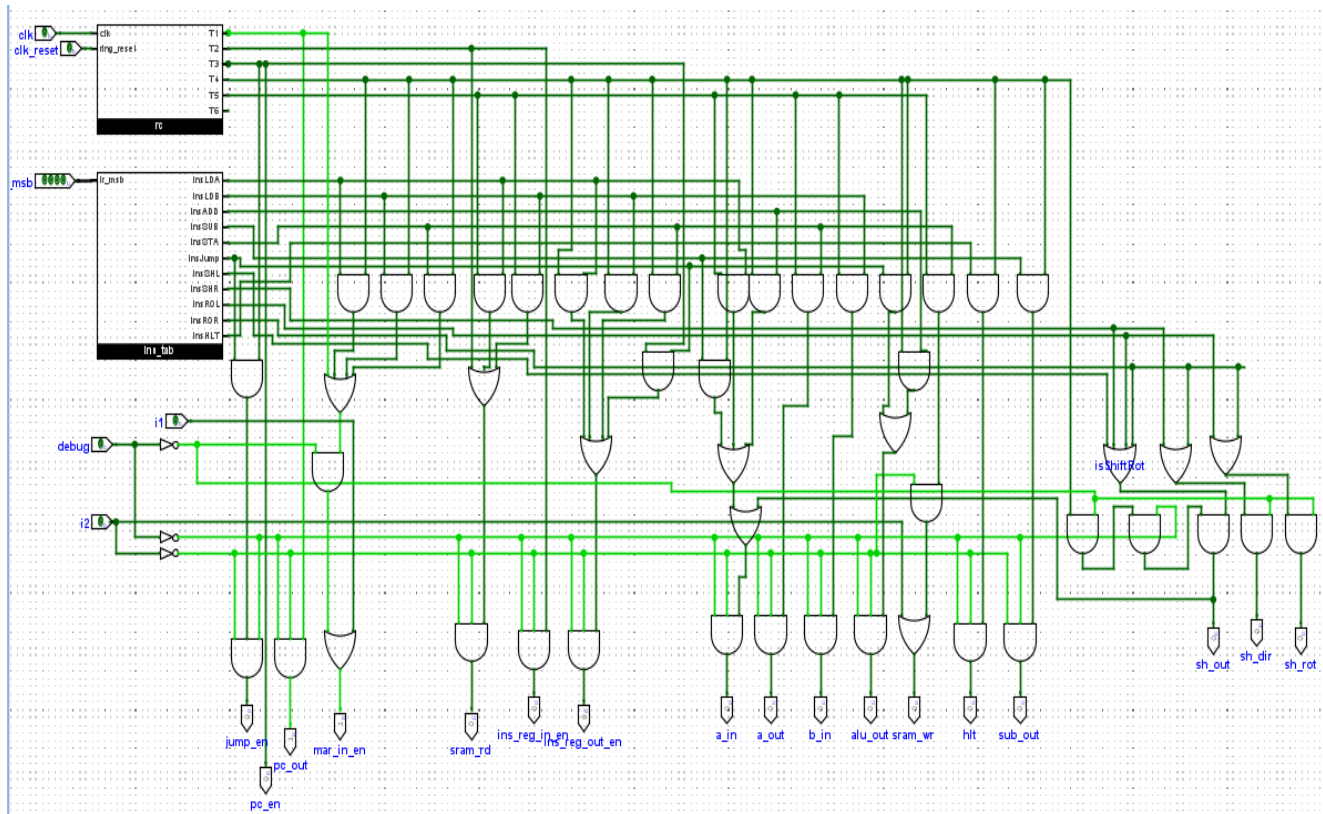 clk
clk_reset
clk
ring_reset
T1
T2
T3
T4
T5
T6
rc
_msb
Ir_msb
InsLDA
InsLDB
InsADD
InsSUB
InsSTA
InsJump
InsSHL
InsSHR
InsROL
InsROR
InsHLT
Ins_tab
i1
debug
i2
isShiftRot
jump_en
pc_out
pc_en
mar_in_en
sram_rd
ins_reg_in_en
ins_reg_out_en
a_in
a_out
b_in
alu_out
sram_wr
hlt
sub_out
sh_out
sh_dir
sh_rot